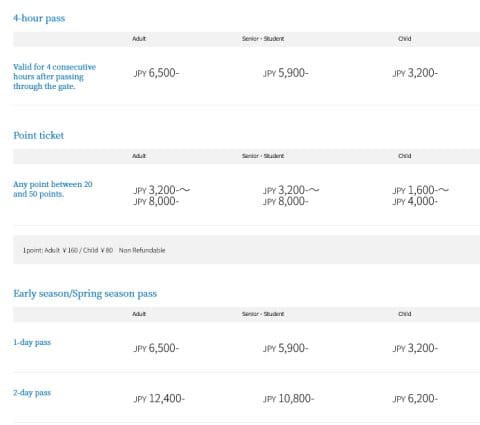 4-hour pass
Adult Senior・Student Child
Valid for 4 consecutive
hours after passing
through the gate.
JPY 6,500- JPY 5,900- JPY 3,200-
Point ticket
Adult Senior・Student Child
Any point between 20
and 50 points.
JPY 3,200-〜 JPY 3,200-〜 JPY 1,600-〜
JPY 8,000- JPY 8,000- JPY 4,000-
1point: Adult ¥160 / Child ¥80 Non Refundable
Early season/Spring season pass
Adult Senior・Student Child
1-day pass JPY 6,500- JPY 5,900- JPY 3,200-
2-day pass JPY 12,400- JPY 10,800- JPY 6,200-